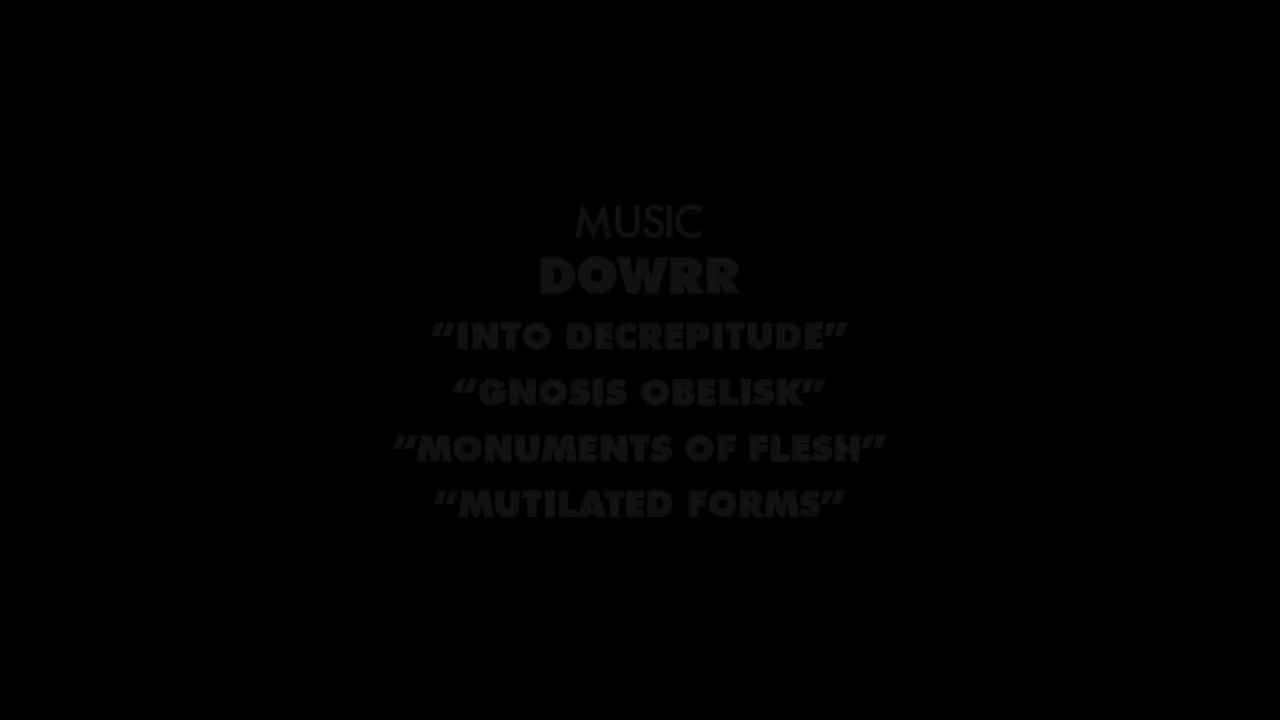 MUSIC
DOWRR
“INTO DECREPITUDE”
“GNOSIS OBELISK”
“MONUMENTS OF FLESH”
“MUTILATED FORMS”